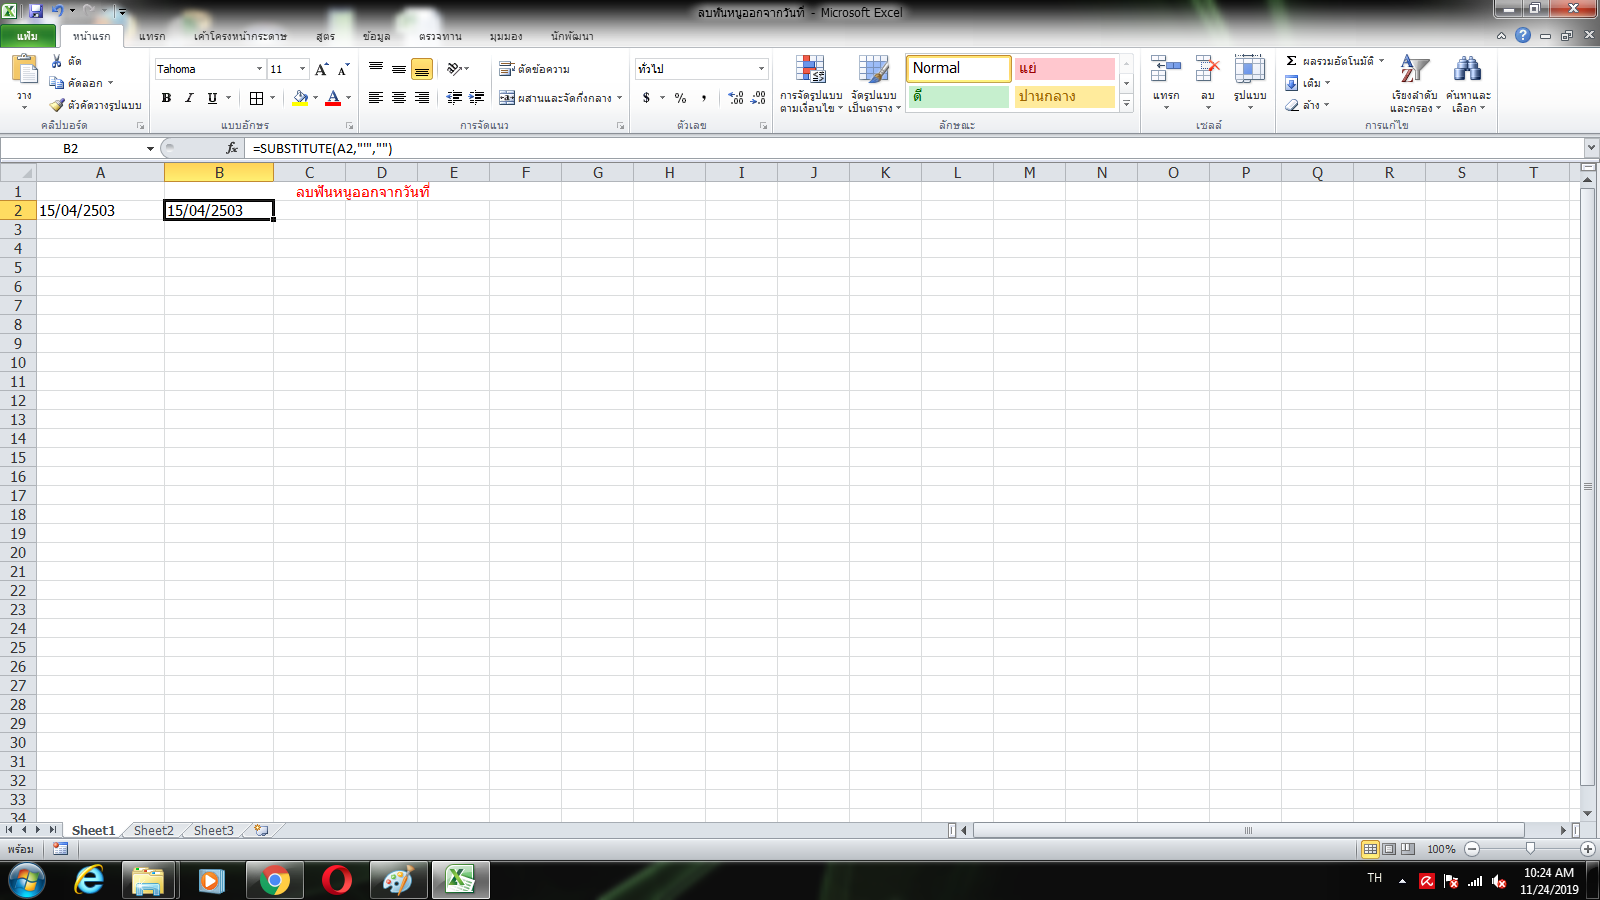 ลบฟันหนูออกจากวันที่ - Microsoft Excel
แฟ้ม หน้าแรก แทรก เค้าโครงหน้ากระดาษ สูตร ข้อมูล ตรวจทาน มุมมอง นักพัฒนา
วาง
ตัด
คัดลอก
ตัวคัดวางรูปแบบ
คลิปบอร์ด
Tahoma 11
B I U
แบบอักษร
ตัดข้อความ
ผสานและจัดกึ่งกลาง
การจัดแนว
ทั่วไป
$ % ,
ตัวเลข
การจัดรูปแบบ
ตามเงื่อนไข
จัดรูปแบบ
เป็นตาราง
Normal แย่
ดี ปานกลาง
ลักษณะ
แทรก ลบ รูปแบบ
เซลล์
Σ ผลรวมอัตโนมัติ
เติม
ล้าง
เรียงลำดับ
และกรอง
ค้นหาและ
เลือก
การแก้ไข
B2 fx =SUBSTITUTE(A2,"'","")
A B C D E F G H I J K L M N O P Q R S T
1 ลบฟันหนูออกจากวันที่
2 15/04/2503 15/04/2503
3
4
5
6
7
8
9
10
11
12
13
14
15
16
17
18
19
20
21
22
23
24
25
26
27
28
29
30
31
32
33
34
Sheet1 Sheet2 Sheet3
พร้อม 100%
TH 10:24 AM
11/24/2019